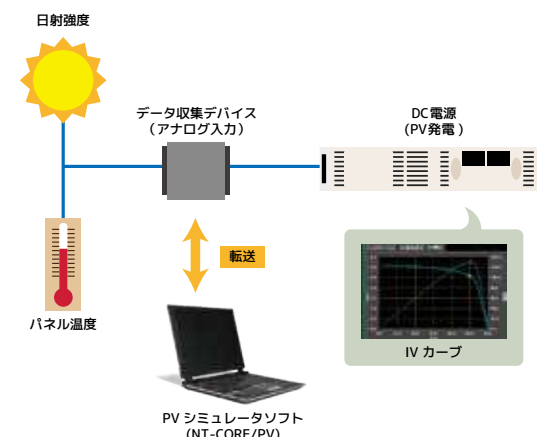 日射強度
データ収集デバイス
（アナログ入力）
DC電源
(PV発電 )
転送
パネル温度
IV カーブ
PV シミュレータソフト
(NT-CORE/PV)